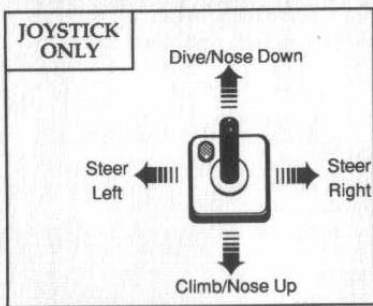 JOYSTICK
ONLY
Dive/Nose Down
Steer
Left
Steer
Right
Climb/Nose Up